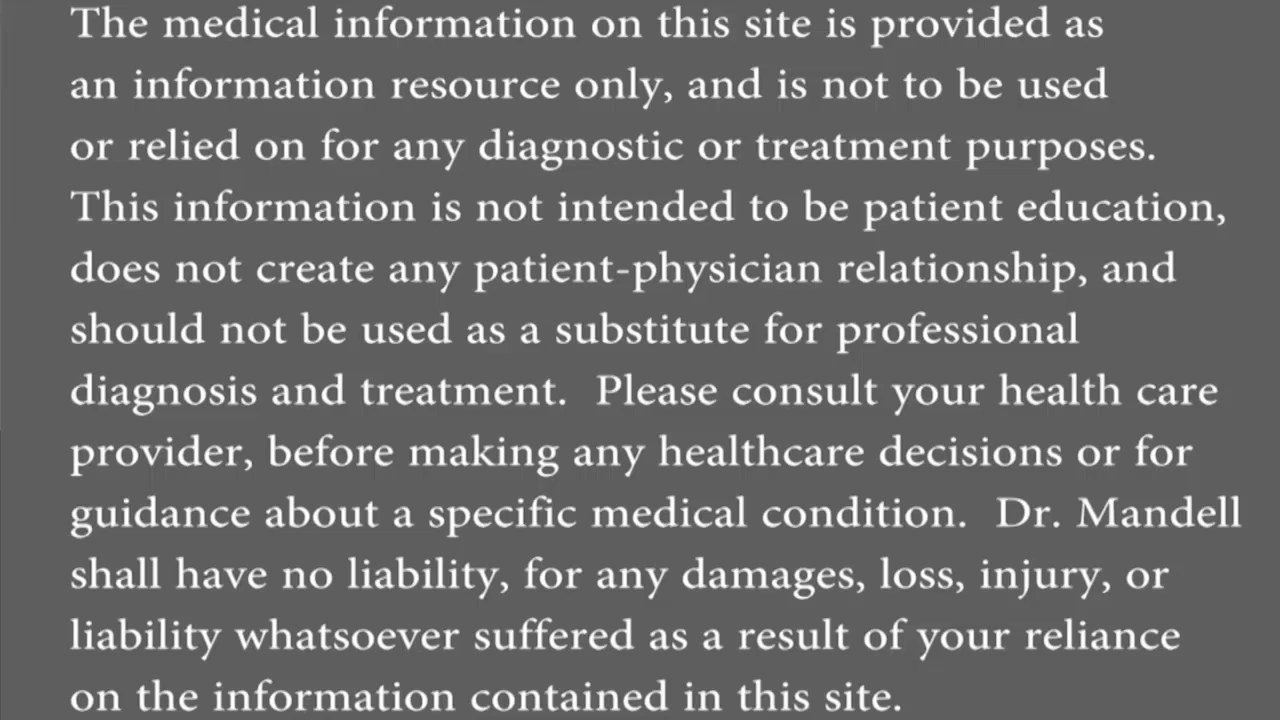 The medical information on this site is provided as
an information resource only, and is not to be used
or relied on for any diagnostic or treatment purposes.
This information is not intended to be patient education,
does not create any patient-physician relationship, and
should not be used as a substitute for professional
diagnosis and treatment.  Please consult your health care
provider, before making any healthcare decisions or for
guidance about a specific medical condition.  Dr. Mandell
shall have no liability, for any damages, loss, injury, or
liability whatsoever suffered as a result of your reliance
on the information contained in this site.